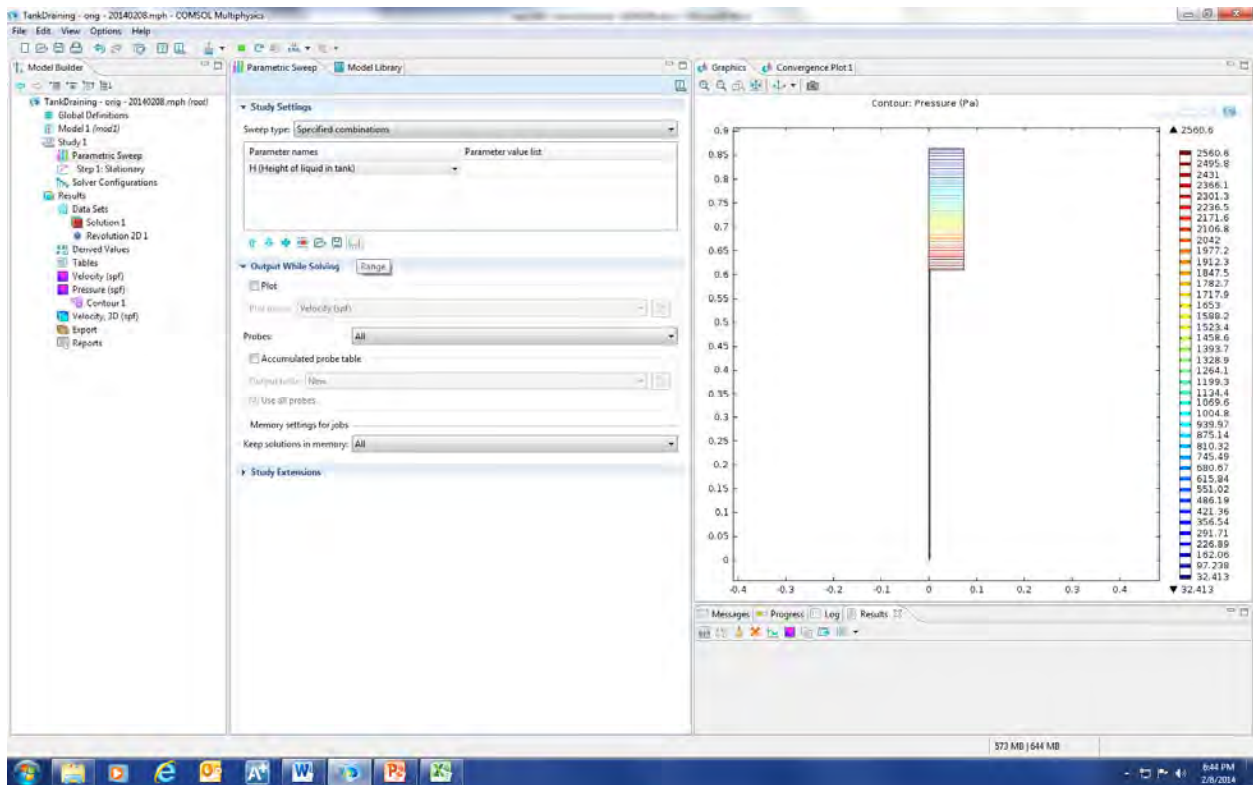 TankDraining - orig - 20140208.mph - COMSOL Multiphysics
File Edit View Options Help
Model Builder
TankDraining - orig - 20140208.mph (root)
Global Definitions
Model 1 (mod1)
Study 1
Parametric Sweep
Step 1: Stationary
Solver Configurations
Results
Data Sets
Solution 1
Revolution 2D 1
Derived Values
Tables
Velocity (spf)
Pressure (spf)
Contour 1
Velocity, 3D (spf)
Export
Reports
Parametric Sweep Model Library
Study Settings
Sweep type: Specified combinations
Parameter names Parameter value list
H (Height of liquid in tank)
Output While Solving Range
Plot
Velocity (spf)
Probes: All
Accumulated probe table
Output table: New
Use all probes
Memory settings for jobs
Keep solutions in memory: All
Study Extensions
Graphics Convergence Plot 1
Contour: Pressure (Pa)
0.9
0.85
0.8
0.75
0.7
0.65
0.6
0.55
0.5
0.45
0.4
0.35
0.3
0.25
0.2
0.15
0.1
0.05
0
-0.4 -0.3 -0.2 -0.1 0 0.1 0.2 0.3 0.4
▲ 2560.6
2560.6
2495.8
2431
2366.1
2301.3
2236.5
2171.6
2106.8
2042
1977.2
1912.3
1847.5
1782.7
1717.9
1653
1588.2
1523.4
1458.6
1393.7
1328.9
1264.1
1199.3
1134.4
1069.6
1004.8
939.97
875.14
810.32
745.49
680.67
615.84
551.02
486.19
421.36
356.54
291.71
226.89
162.06
97.238
32.413
▼ 32.413
Messages Progress Log Results
573 MB | 644 MB
6:44 PM
2/8/2014